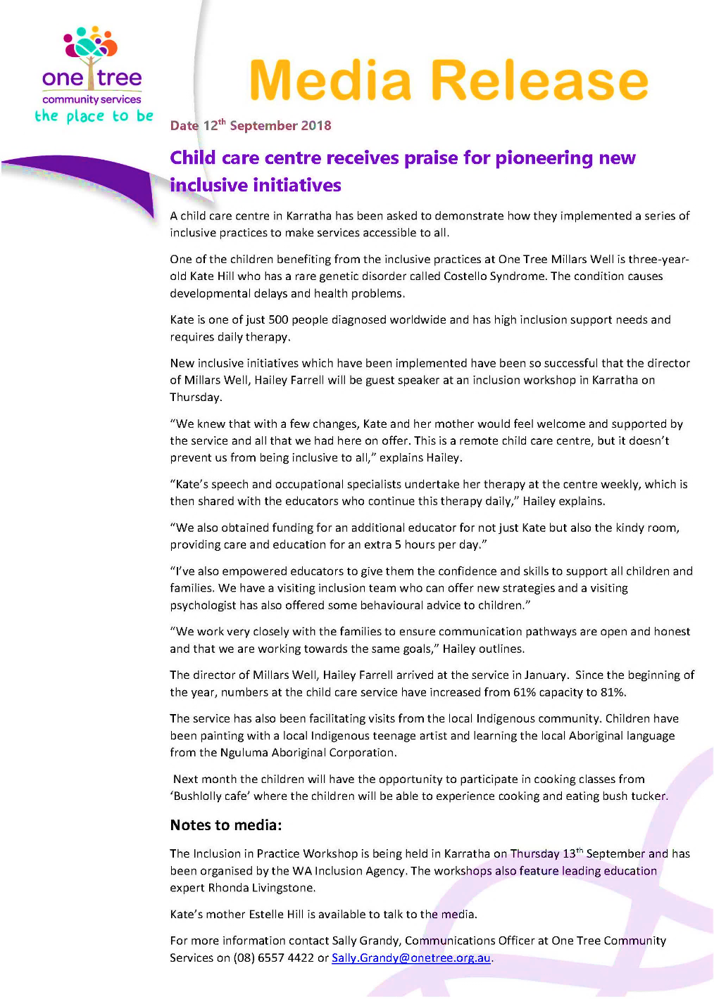 one tree
community services
the place to be
Media Release
Date 12th September 2018
Child care centre receives praise for pioneering new
inclusive initiatives
A child care centre in Karratha has been asked to demonstrate how they implemented a series of
inclusive practices to make services accessible to all.
One of the children benefiting from the inclusive practices at One Tree Millars Well is three-year-
old Kate Hill who has a rare genetic disorder called Costello Syndrome. The condition causes
developmental delays and health problems.
Kate is one of just 500 people diagnosed worldwide and has high inclusion support needs and
requires daily therapy.
New inclusive initiatives which have been implemented have been so successful that the director
of Millars Well, Hailey Farrell will be guest speaker at an inclusion workshop in Karratha on
Thursday.
“We knew that with a few changes, Kate and her mother would feel welcome and supported by
the service and all that we had here on offer. This is a remote child care centre, but it doesn’t
prevent us from being inclusive to all,” explains Hailey.
“Kate’s speech and occupational specialists undertake her therapy at the centre weekly, which is
then shared with the educators who continue this therapy daily,” Hailey explains.
“We also obtained funding for an additional educator for not just Kate but also the kindy room,
providing care and education for an extra 5 hours per day.”
“I’ve also empowered educators to give them the confidence and skills to support all children and
families. We have a visiting inclusion team who can offer new strategies and a visiting
psychologist has also offered some behavioural advice to children.”
“We work very closely with the families to ensure communication pathways are open and honest
and that we are working towards the same goals,” Hailey outlines.
The director of Millars Well, Hailey Farrell arrived at the service in January.  Since the beginning of
the year, numbers at the child care service have increased from 61% capacity to 81%.
The service has also been facilitating visits from the local Indigenous community. Children have
been painting with a local Indigenous teenage artist and learning the local Aboriginal language
from the Nguluma Aboriginal Corporation.
Next month the children will have the opportunity to participate in cooking classes from
‘Bushlolly cafe’ where the children will be able to experience cooking and eating bush tucker.
Notes to media:
The Inclusion in Practice Workshop is being held in Karratha on Thursday 13th September and has
been organised by the WA Inclusion Agency. The workshops also feature leading education
expert Rhonda Livingstone.
Kate’s mother Estelle Hill is available to talk to the media.
For more information contact Sally Grandy, Communications Officer at One Tree Community
Services on (08) 6557 4422 or Sally.Grandy@onetree.org.au.